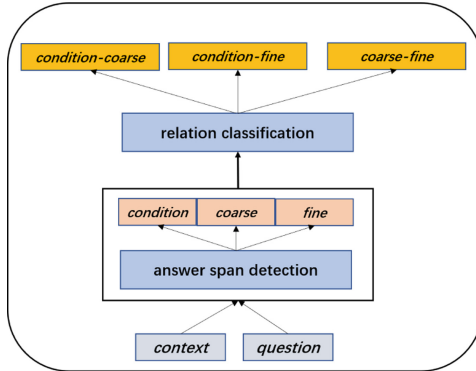 condition-coarse condition-fine coarse-fine
relation classification
condition coarse fine
answer span detection
context question